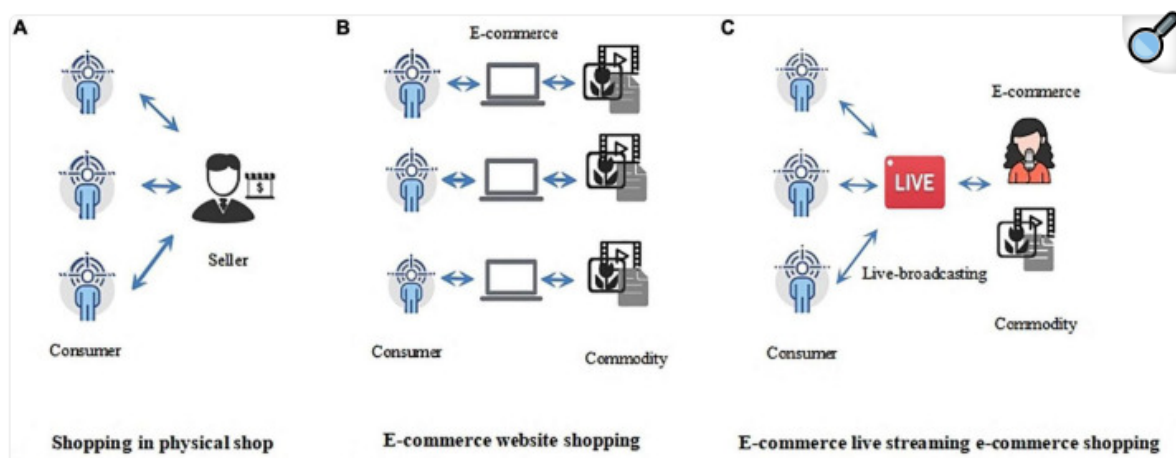 A
Seller
$
Consumer
Shopping in physical shop
B
E-commerce
Consumer
Commodity
E-commerce website shopping
C
E-commerce
LIVE
Live-broadcasting
Commodity
Consumer
E-commerce live streaming e-commerce shopping